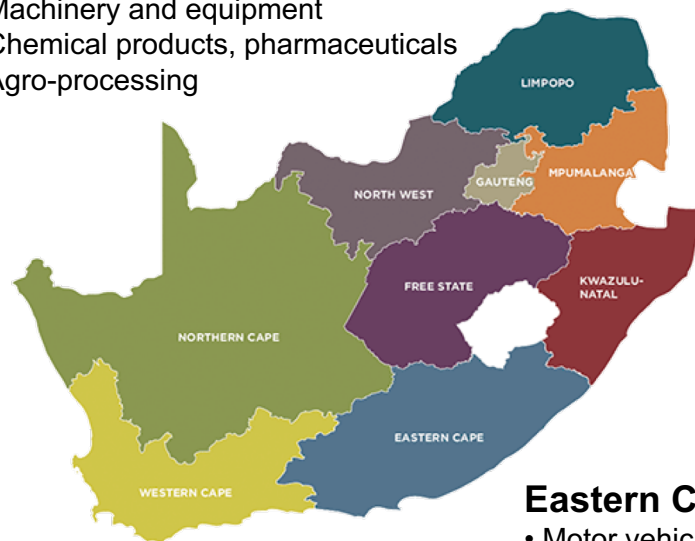 Machinery and equipment
Chemical products, pharmaceuticals
Agro-processing
LIMPOPO
NORTH WEST
GAUTENG
MPUMALANGA
FREE STATE
KWAZULU-
NATAL
NORTHERN CAPE
EASTERN CAPE
WESTERN CAPE
Eastern C
• Motor vehic